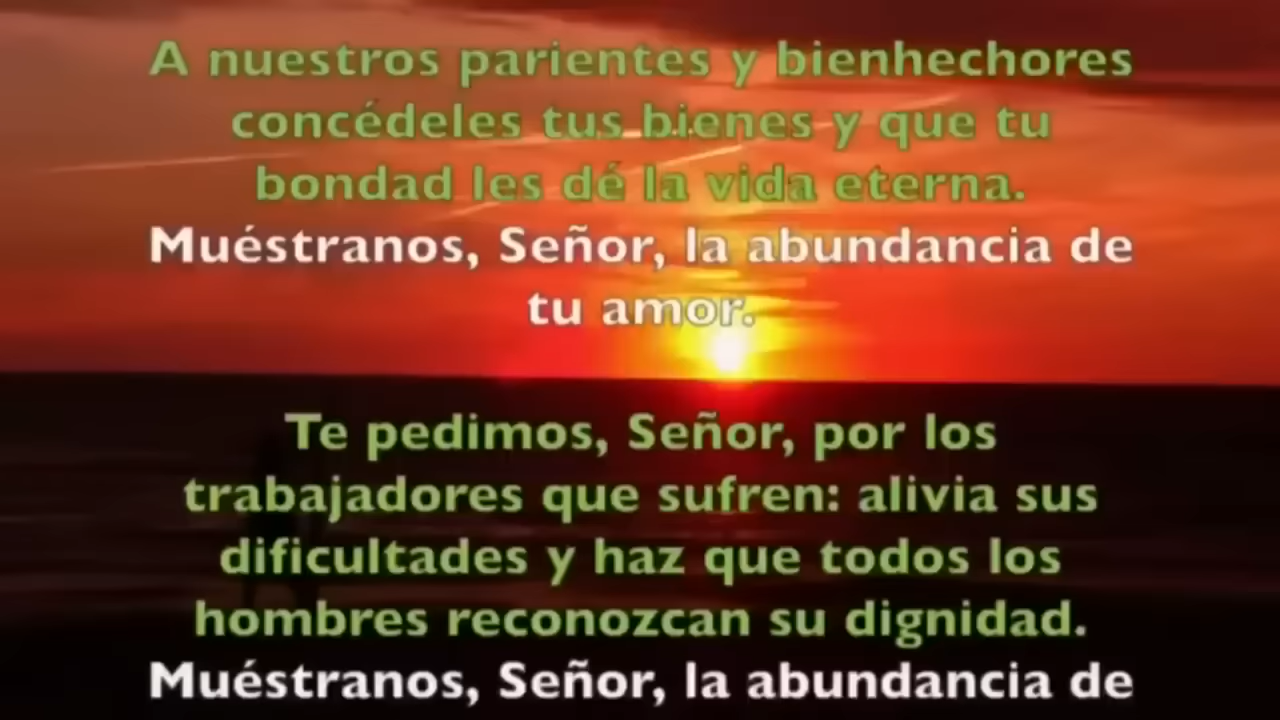 A nuestros parientes y bienhechores
concédeles tus bienes y que tu
bondad les dé la vida eterna.
Muéstranos, Señor, la abundancia de
tu amor.
Te pedimos, Señor, por los
trabajadores que sufren: alivia sus
dificultades y haz que todos los
hombres reconozcan su dignidad.
Muéstranos, Señor, la abundancia de